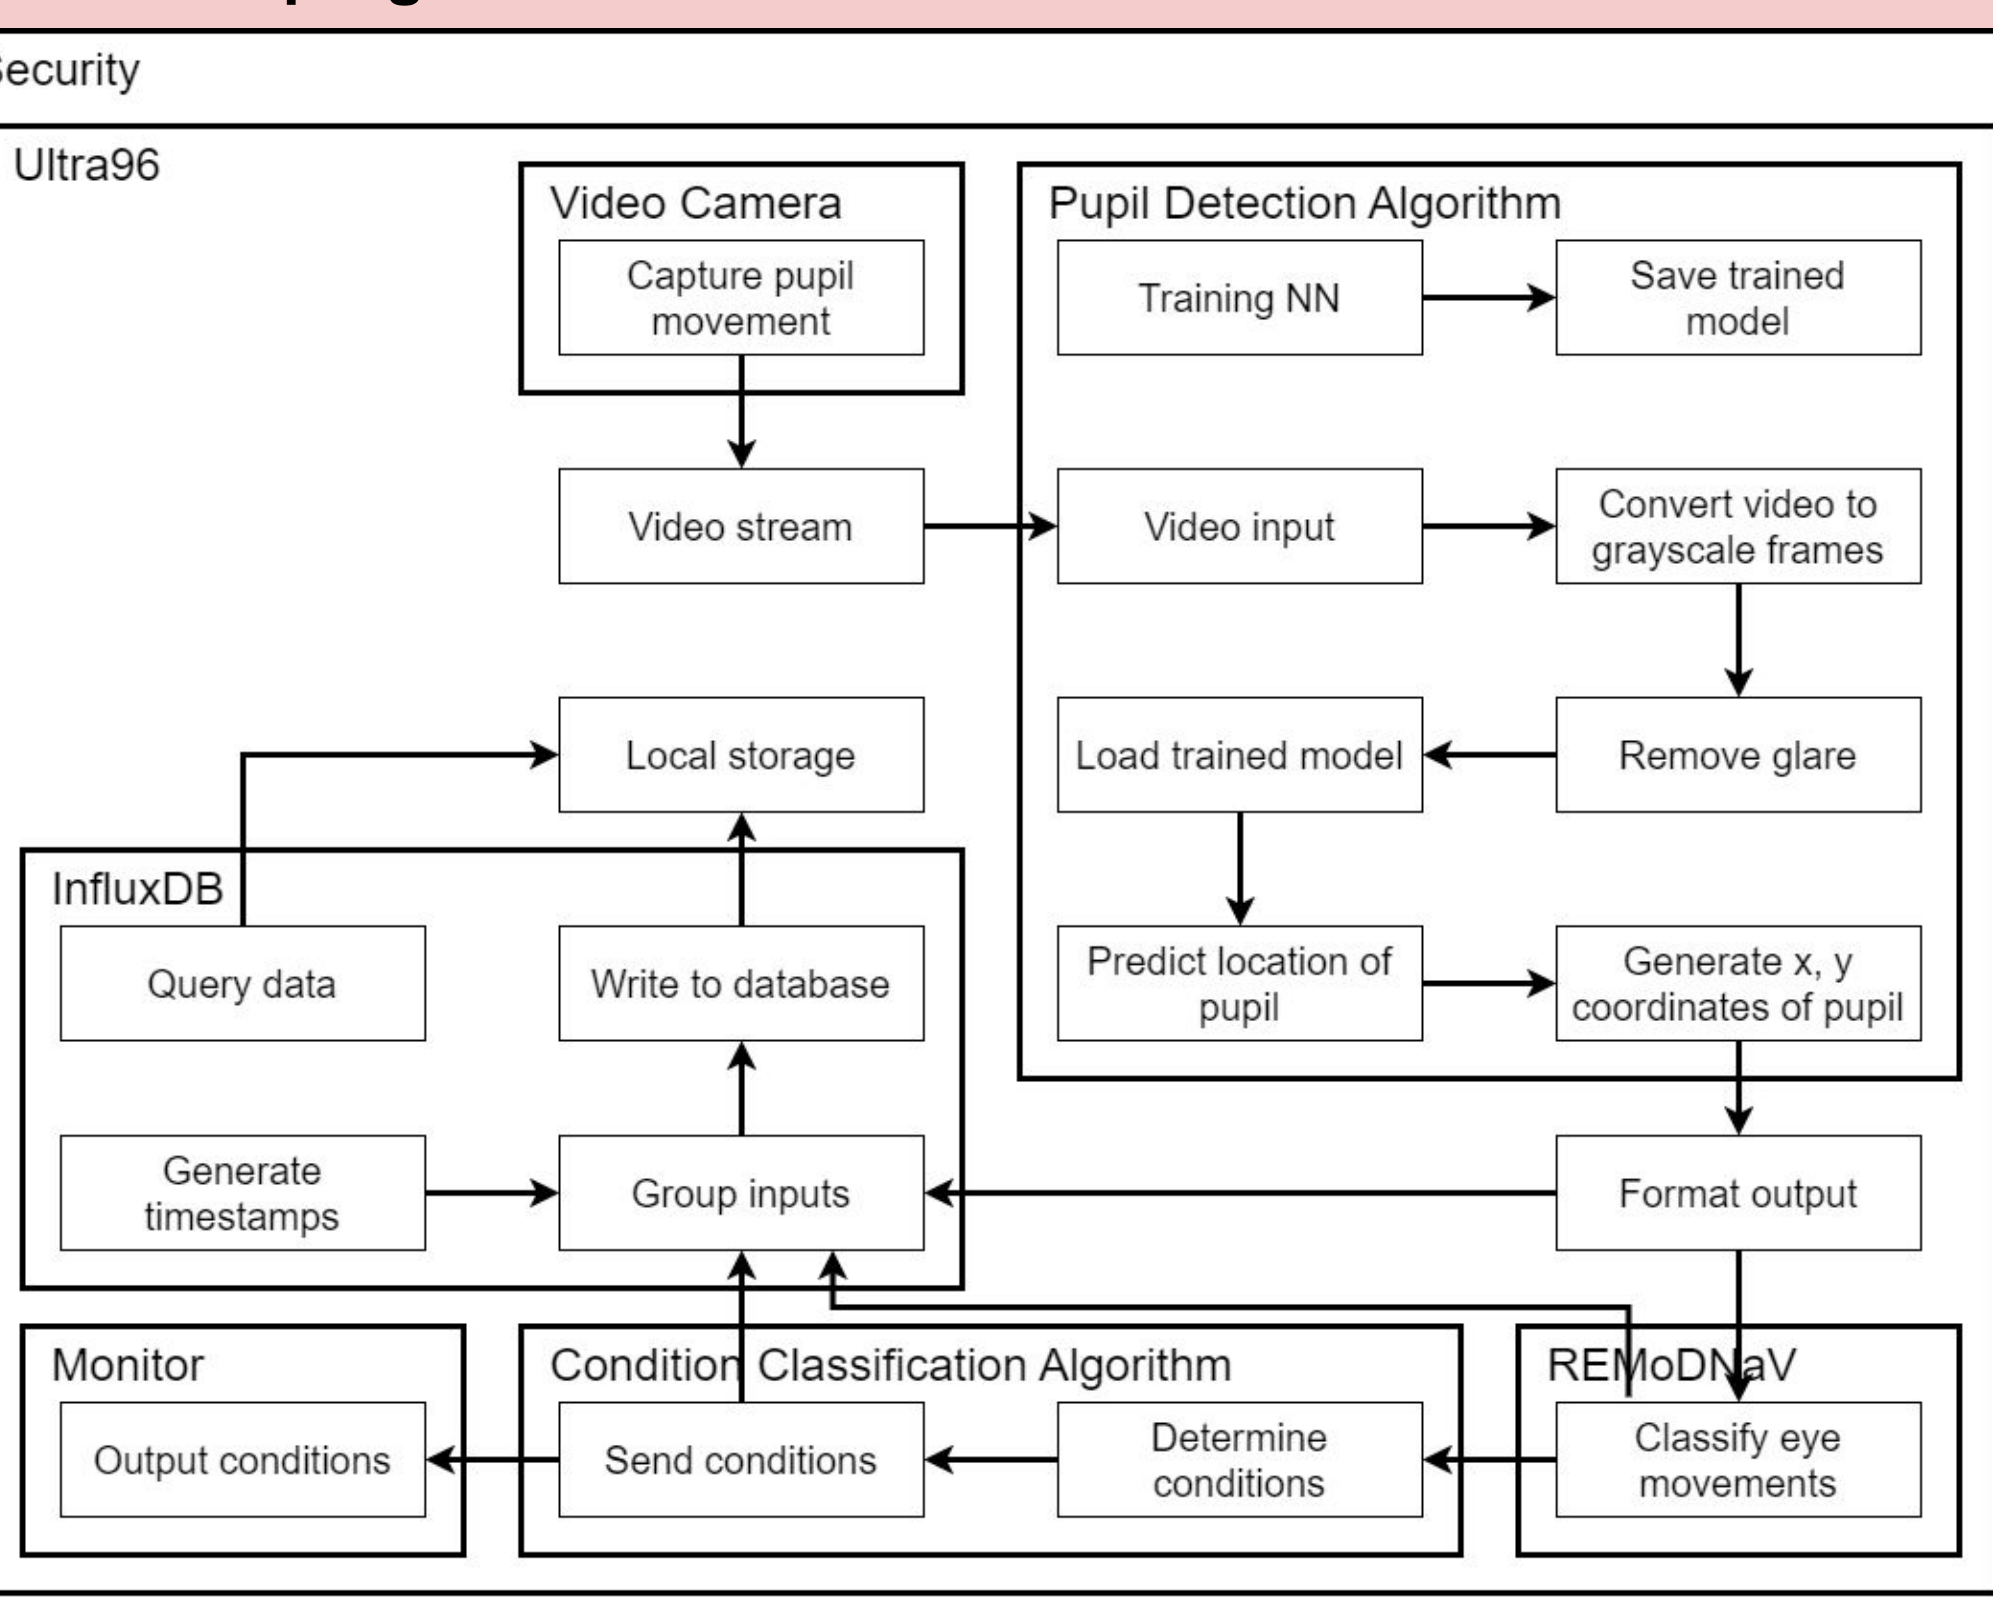 Security
Ultra96
Video Camera
Capture pupil
movement
Pupil Detection Algorithm
Training NN
Save trained
model
Video stream
Video input
Convert video to
grayscale frames
Local storage
Load trained model
Remove glare
InfluxDB
Query data
Write to database
Predict location of
pupil
Generate x, y
coordinates of pupil
Generate
timestamps
Group inputs
Format output
Monitor
Output conditions
Condition Classification Algorithm
Send conditions
Determine
conditions
REMoDNaV
Classify eye
movements